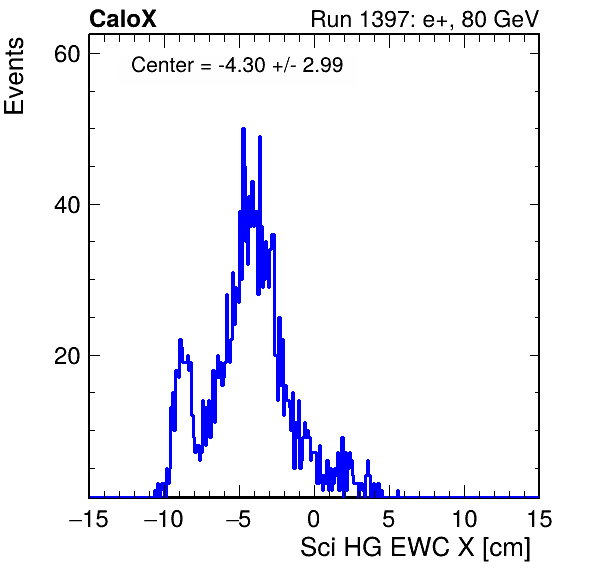 CaloX
Run 1397: e+, 80 GeV
Events
Center = -4.30 +/- 2.99
60
40
20
−15 −10 −5 0 5 10 15
Sci HG EWC X [cm]